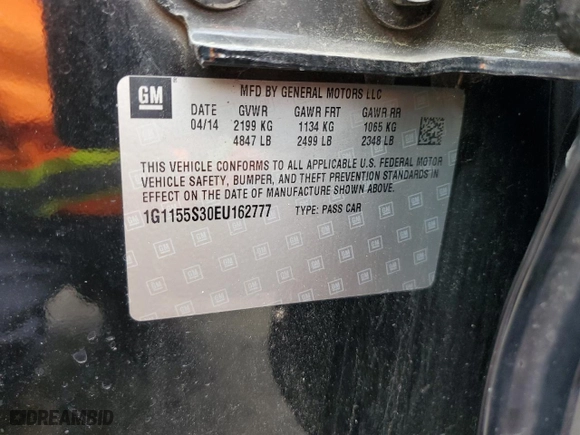 GM
MFD BY GENERAL MOTORS LLC
DATE GVWR GAWR FRT GAWR RR
04/14 2199 KG 1134 KG 1065 KG
4847 LB 2499 LB 2348 LB
THIS VEHICLE CONFORMS TO ALL APPLICABLE U.S. FEDERAL MOTOR
VEHICLE SAFETY, BUMPER, AND THEFT PREVENTION STANDARDS IN
EFFECT ON THE DATE OF MANUFACTURE SHOWN ABOVE.
1G1155S30EU162777 TYPE: PASS CAR
DREAMBID